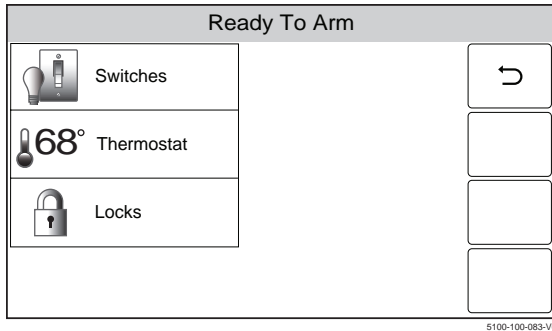 Ready To Arm
Switches
68° Thermostat
Locks
5100-100-083-V